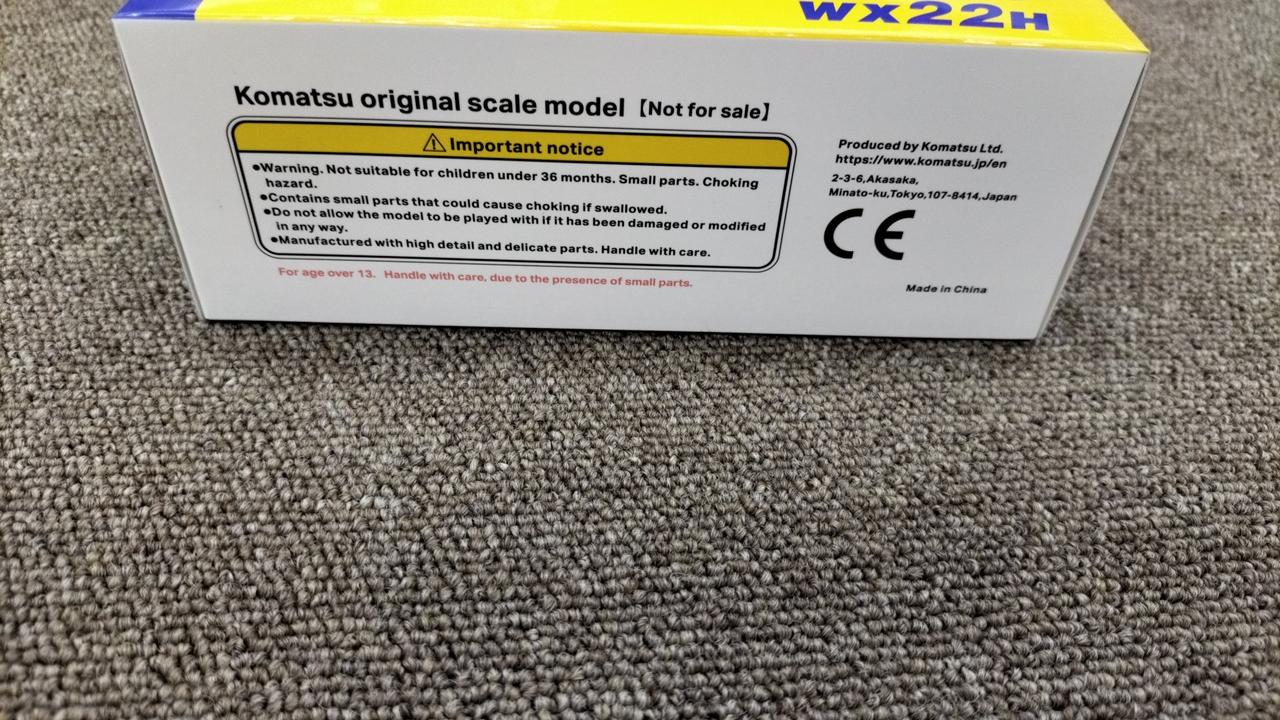 WX22H
Komatsu original scale model【Not for sale】
⚠ Important notice
●Warning. Not suitable for children under 36 months. Small parts. Choking
hazard.
●Contains small parts that could cause choking if swallowed.
●Do not allow the model to be played with if it has been damaged or modified
in any way.
●Manufactured with high detail and delicate parts. Handle with care.
For age over 13. Handle with care, due to the presence of small parts.
Produced by Komatsu Ltd.
https://www.komatsu.jp/en
2-3-6,Akasaka,
Minato-ku,Tokyo,107-8414,Japan
CE
Made in China